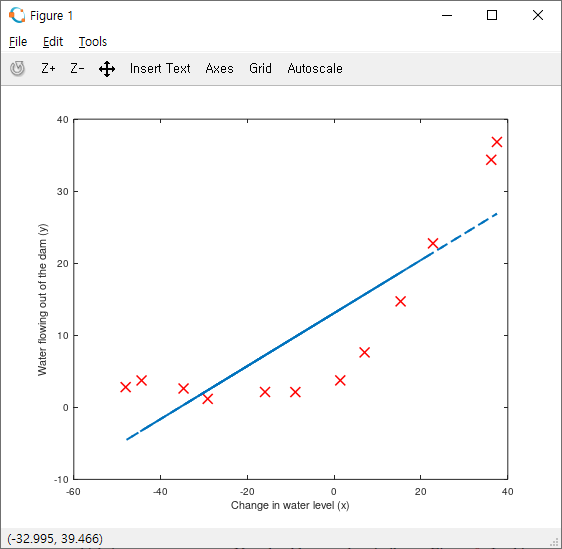 Figure 1
File Edit Tools
Z+ Z- Insert Text Axes Grid Autoscale
40
30
20
10
0
-10
Water flowing out of the dam (y)
-60 -40 -20 0 20 40
Change in water level (x)
(-32.995, 39.466)